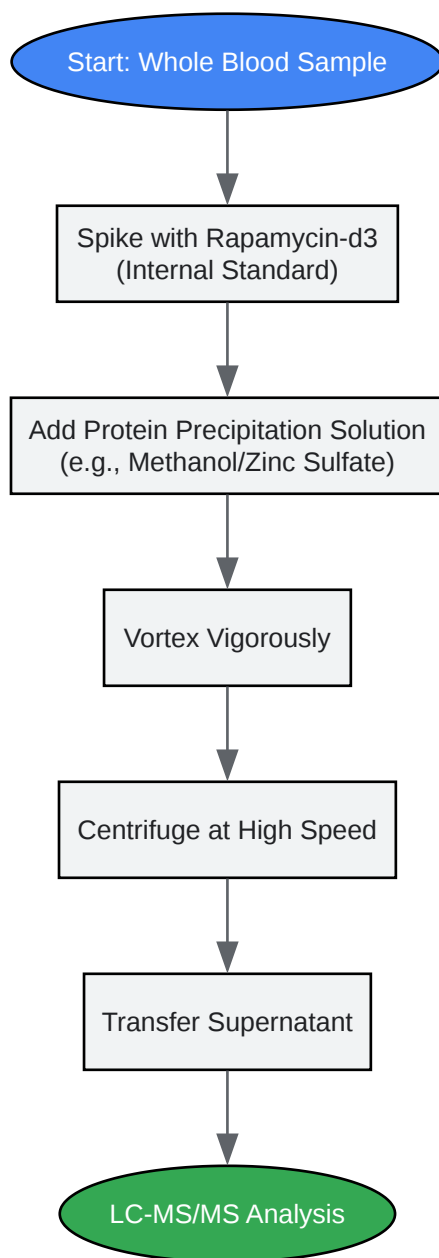 Start: Whole Blood Sample
Spike with Rapamycin-d3
(Internal Standard)
Add Protein Precipitation Solution
(e.g., Methanol/Zinc Sulfate)
Vortex Vigorously
Centrifuge at High Speed
Transfer Supernatant
LC-MS/MS Analysis